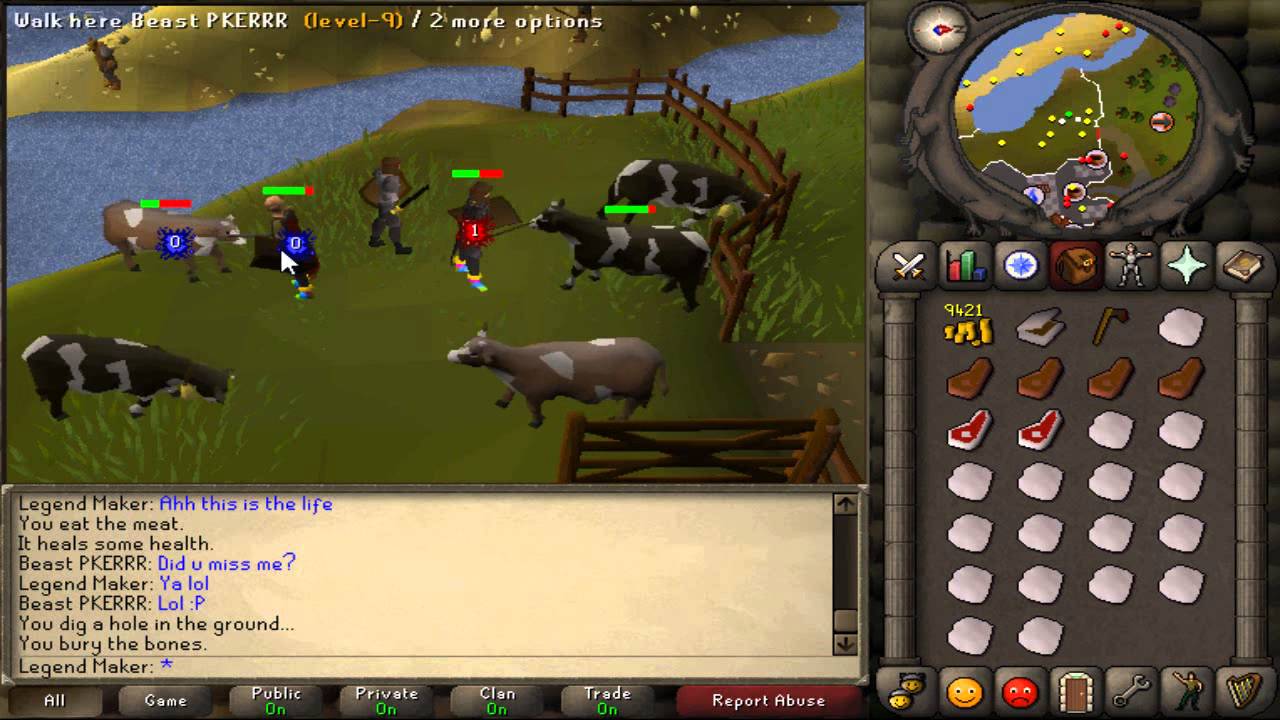 Walk here Beast PKERRR (level-9) / 2 more options
9421
0
0
1
Legend Maker: Ahh this is the life
You eat the meat.
It heals some health.
Beast PKERRR: Did u miss me?
Legend Maker: Ya lol
Beast PKERRR: Lol :P
You dig a hole in the ground...
You bury the bones.
Legend Maker: *
All
Game
Public
On
Private
On
Clan
On
Trade
On
Report Abuse